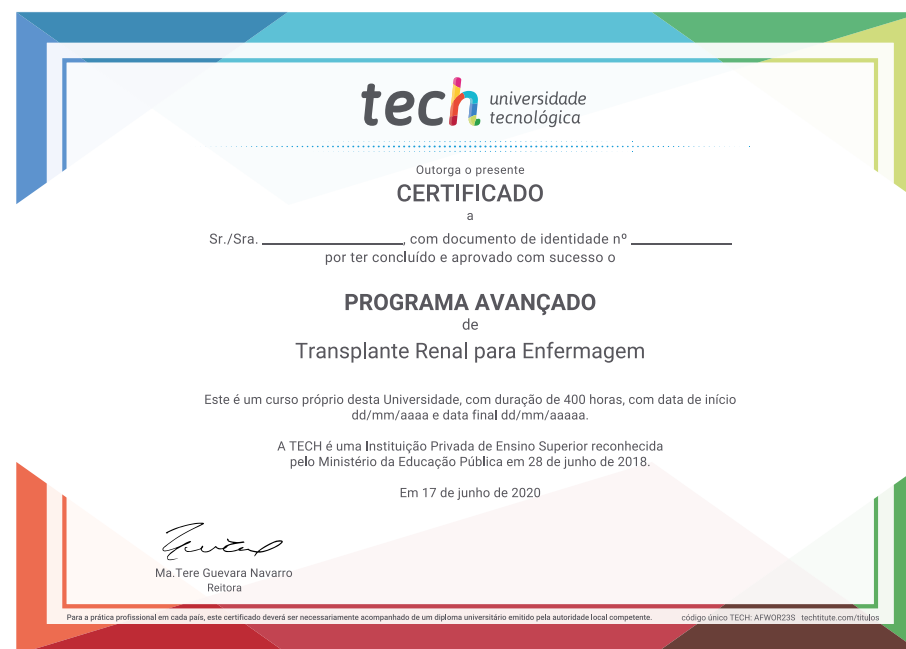 tech universidade
tecnológica
Outorga o presente
CERTIFICADO
a
Sr./Sra. ________________, com documento de identidade nº ____________
por ter concluído e aprovado com sucesso o
PROGRAMA AVANÇADO
de
Transplante Renal para Enfermagem
Este é um curso próprio desta Universidade, com duração de 400 horas, com data de início
dd/mm/aaaa e data final dd/mm/aaaaa.
A TECH é uma Instituição Privada de Ensino Superior reconhecida
pelo Ministério da Educação Pública em 28 de junho de 2018.
Em 17 de junho de 2020
Ma.Tere Guevara Navarro
Reitora
Para a prática profissional em cada país, este certificado deverá ser necessariamente acompanhado de um diploma universitário emitido pela autoridade local competente. código único TECH: AFWOR23S techtitute.com/titulos